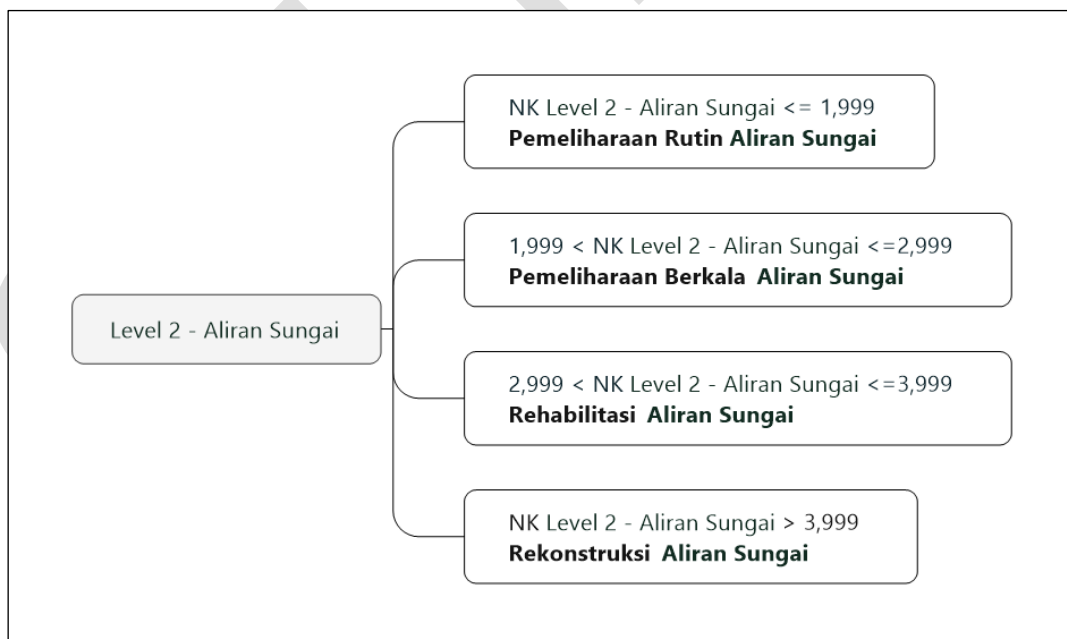 NK Level 2 - Aliran Sungai <= 1,999
Pemeliharaan Rutin Aliran Sungai
1,999 < NK Level 2 - Aliran Sungai <=2,999
Pemeliharaan Berkala Aliran Sungai
Level 2 - Aliran Sungai
2,999 < NK Level 2 - Aliran Sungai <=3,999
Rehabilitasi Aliran Sungai
NK Level 2 - Aliran Sungai > 3,999
Rekonstruksi Aliran Sungai